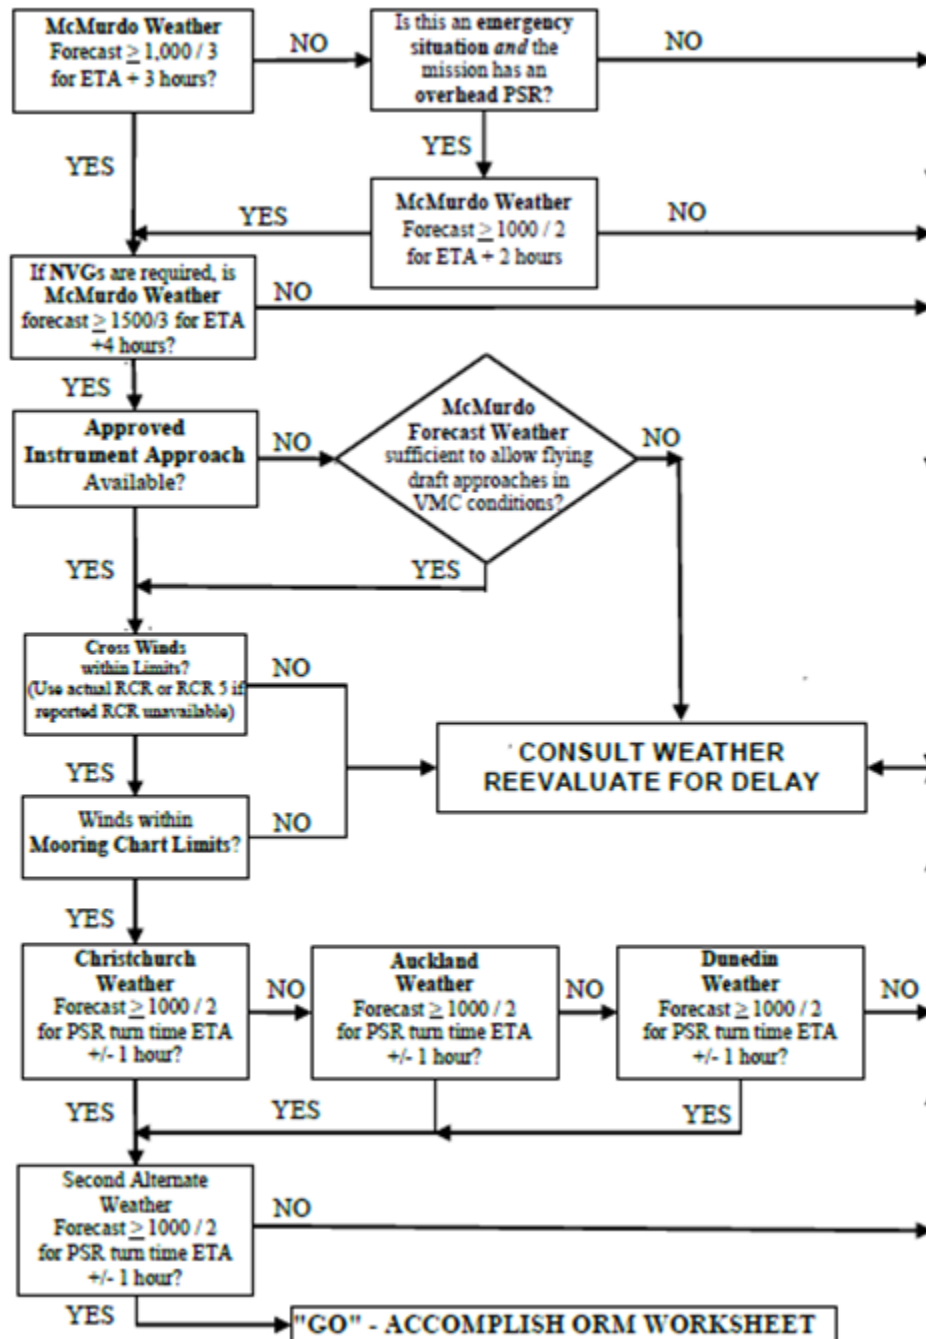 McMurdo Weather
Forecast ≥ 1,000 / 3
for ETA + 3 hours?
NO
Is this an emergency
situation and the
mission has an
overhead PSR?
NO
YES
YES
McMurdo Weather
Forecast ≥ 1000 / 2
for ETA + 2 hours
YES
NO
If NVGs are required, is
McMurdo Weather
forecast ≥ 1500/3 for ETA
+4 hours?
NO
YES
Approved
Instrument Approach
Available?
NO
McMurdo
Forecast Weather
sufficient to allow flying
draft approaches in
VMC conditions?
NO
YES
YES
Cross Winds
within Limits?
(Use actual RCR or RCR 5 if
reported RCR unavailable)
NO
YES
CONSULT WEATHER
REEVALUATE FOR DELAY
Winds within
Mooring Chart Limits?
NO
YES
Christchurch
Weather
Forecast ≥ 1000 / 2
for PSR turn time ETA
+/- 1 hour?
NO
Auckland
Weather
Forecast ≥ 1000 / 2
for PSR turn time ETA
+/- 1 hour?
NO
Dunedin
Weather
Forecast ≥ 1000 / 2
for PSR turn time ETA
+/- 1 hour?
NO
YES
YES
YES
Second Alternate
Weather
Forecast ≥ 1000 / 2
for PSR turn time ETA
+/- 1 hour?
NO
YES
"GO" - ACCOMPLISH ORM WORKSHEET